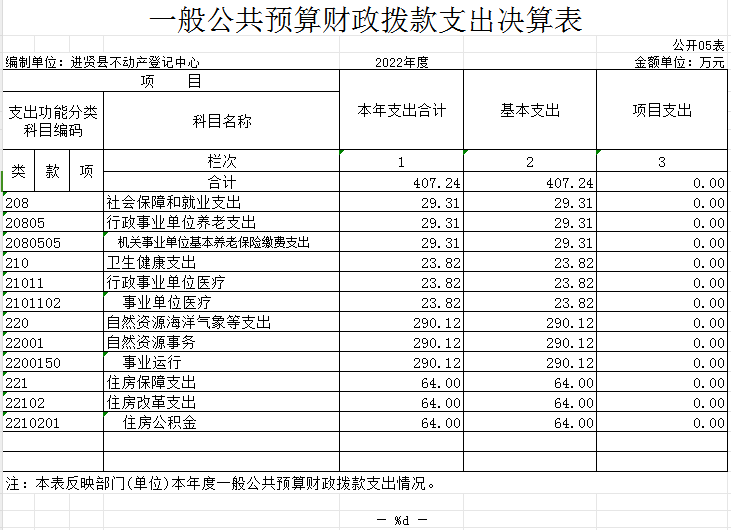 一般公共预算财政拨款支出决算表
公开05表
编制单位：进贤县不动产登记中心 2022年度 金额单位：万元
项 目 本年支出合计 基本支出 项目支出
支出功能分类科目编码 科目名称
类 款 项 栏次 1 2 3
合计 407.24 407.24 0.00
208 社会保障和就业支出 29.31 29.31 0.00
20805 行政事业单位养老支出 29.31 29.31 0.00
2080505 机关事业单位基本养老保险缴费支出 29.31 29.31 0.00
210 卫生健康支出 23.82 23.82 0.00
21011 行政事业单位医疗 23.82 23.82 0.00
2101102 事业单位医疗 23.82 23.82 0.00
220 自然资源海洋气象等支出 290.12 290.12 0.00
22001 自然资源事务 290.12 290.12 0.00
2200150 事业运行 290.12 290.12 0.00
221 住房保障支出 64.00 64.00 0.00
22102 住房改革支出 64.00 64.00 0.00
2210201 住房公积金 64.00 64.00 0.00
注：本表反映部门(单位)本年度一般公共预算财政拨款支出情况。
— %d —